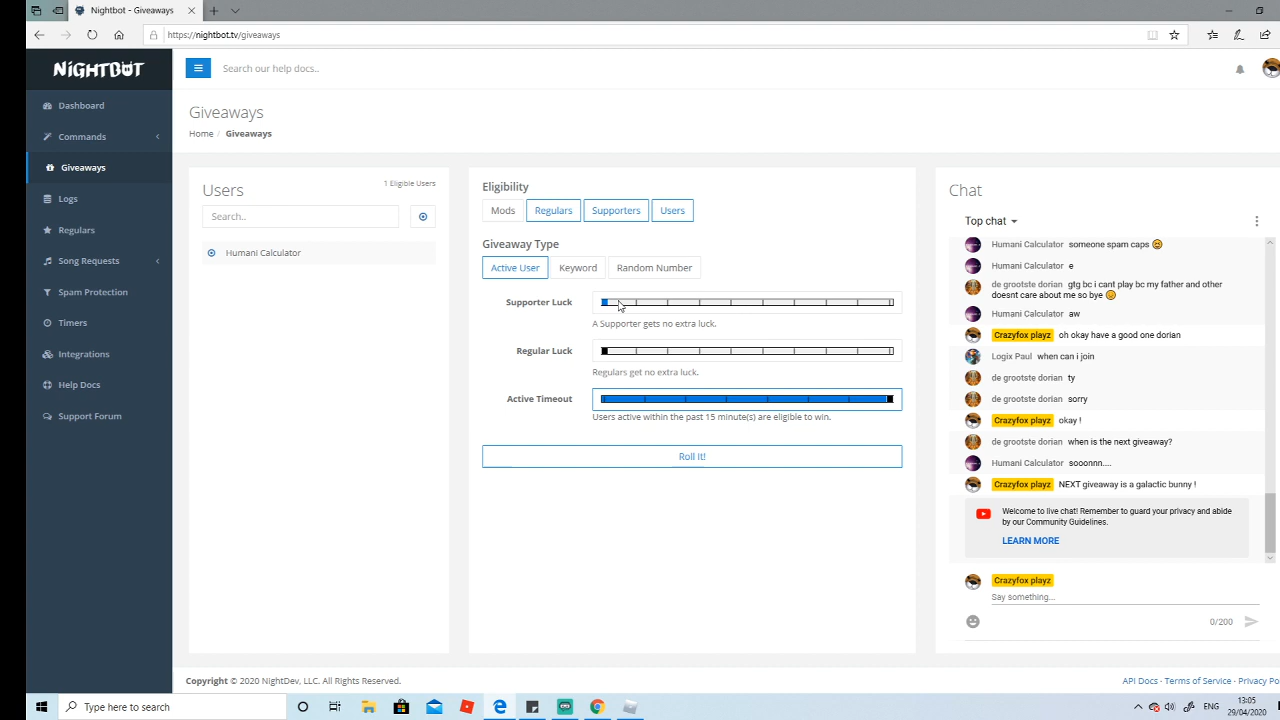 Nightbot - Giveaways
https://nightbot.tv/giveaways
NIGHTBOT
Search our help docs..
Dashboard
Commands
Giveaways
Logs
Regulars
Song Requests
Spam Protection
Timers
Integrations
Help Docs
Support Forum
Giveaways
Home / Giveaways
Users
1 Eligible Users
Search..
Humani Calculator
Eligibility
Mods Regulars Supporters Users
Giveaway Type
Active User Keyword Random Number
Supporter Luck
A Supporter gets no extra luck.
Regular Luck
Regulars get no extra luck.
Active Timeout
Users active within the past 15 minute(s) are eligible to win.
Roll It!
Chat
Top chat
Humani Calculator someone spam caps
Humani Calculator e
de grootste dorian gtg bc i cant play bc my father and other
doesnt care about me so bye
Humani Calculator aw
Crazyfox playz oh okay have a good one dorian
Logix Paul when can i join
de grootste dorian ty
de grootste dorian sorry
Crazyfox playz okay !
de grootste dorian when is the next giveaway?
Humani Calculator sooonnn....
Crazyfox playz NEXT giveaway is a galactic bunny !
Welcome to live chat! Remember to guard your privacy and abide
by our Community Guidelines.
LEARN MORE
Crazyfox playz
Say something...
0/200
Copyright © 2020 NightDev, LLC. All Rights Reserved.
API Docs - Terms of Service - Privacy Po
Type here to search
ENG
13:05
29/04/2020